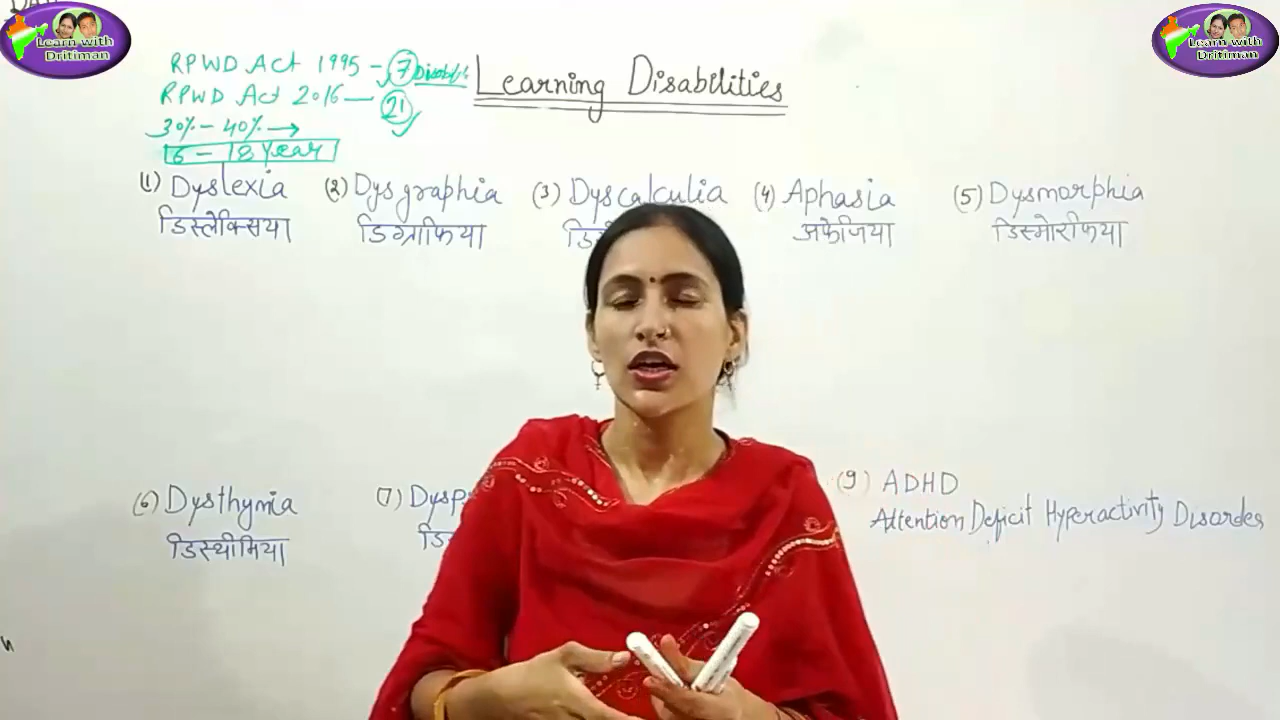 Learn with
Dritiman
Learn with
Dritiman
RPWD Act 1995 - 7
RPWD Act 2016 - 21
30% - 40% →
6 - 18 Year
Learning Disabilities
(1) Dyslexia (2) Dysgraphia (3) Dyscalculia (4) Aphasia (5) Dysmorphia
डिस्लेक्सिया डिग्राफिया अफेजिया डिस्मोरफिया
(6) Dysthymia (7) (9) ADHD
Attention Deficit Hyperactivity Disorder
डिस्थीमिया